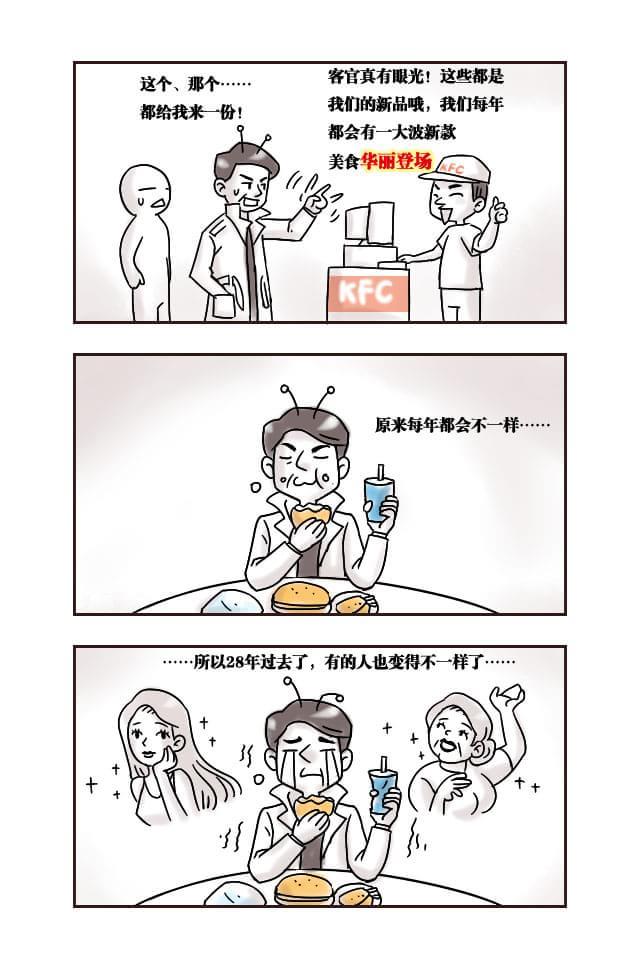 这个、那个……
都给我来一份！
客官真有眼光！这些都是
我们的新品哦，我们每年
都会有一大波新款
美食华丽登场
KFC
KFC
原来每年都会不一样……
……所以28年过去了，有的人也变得不一样了……